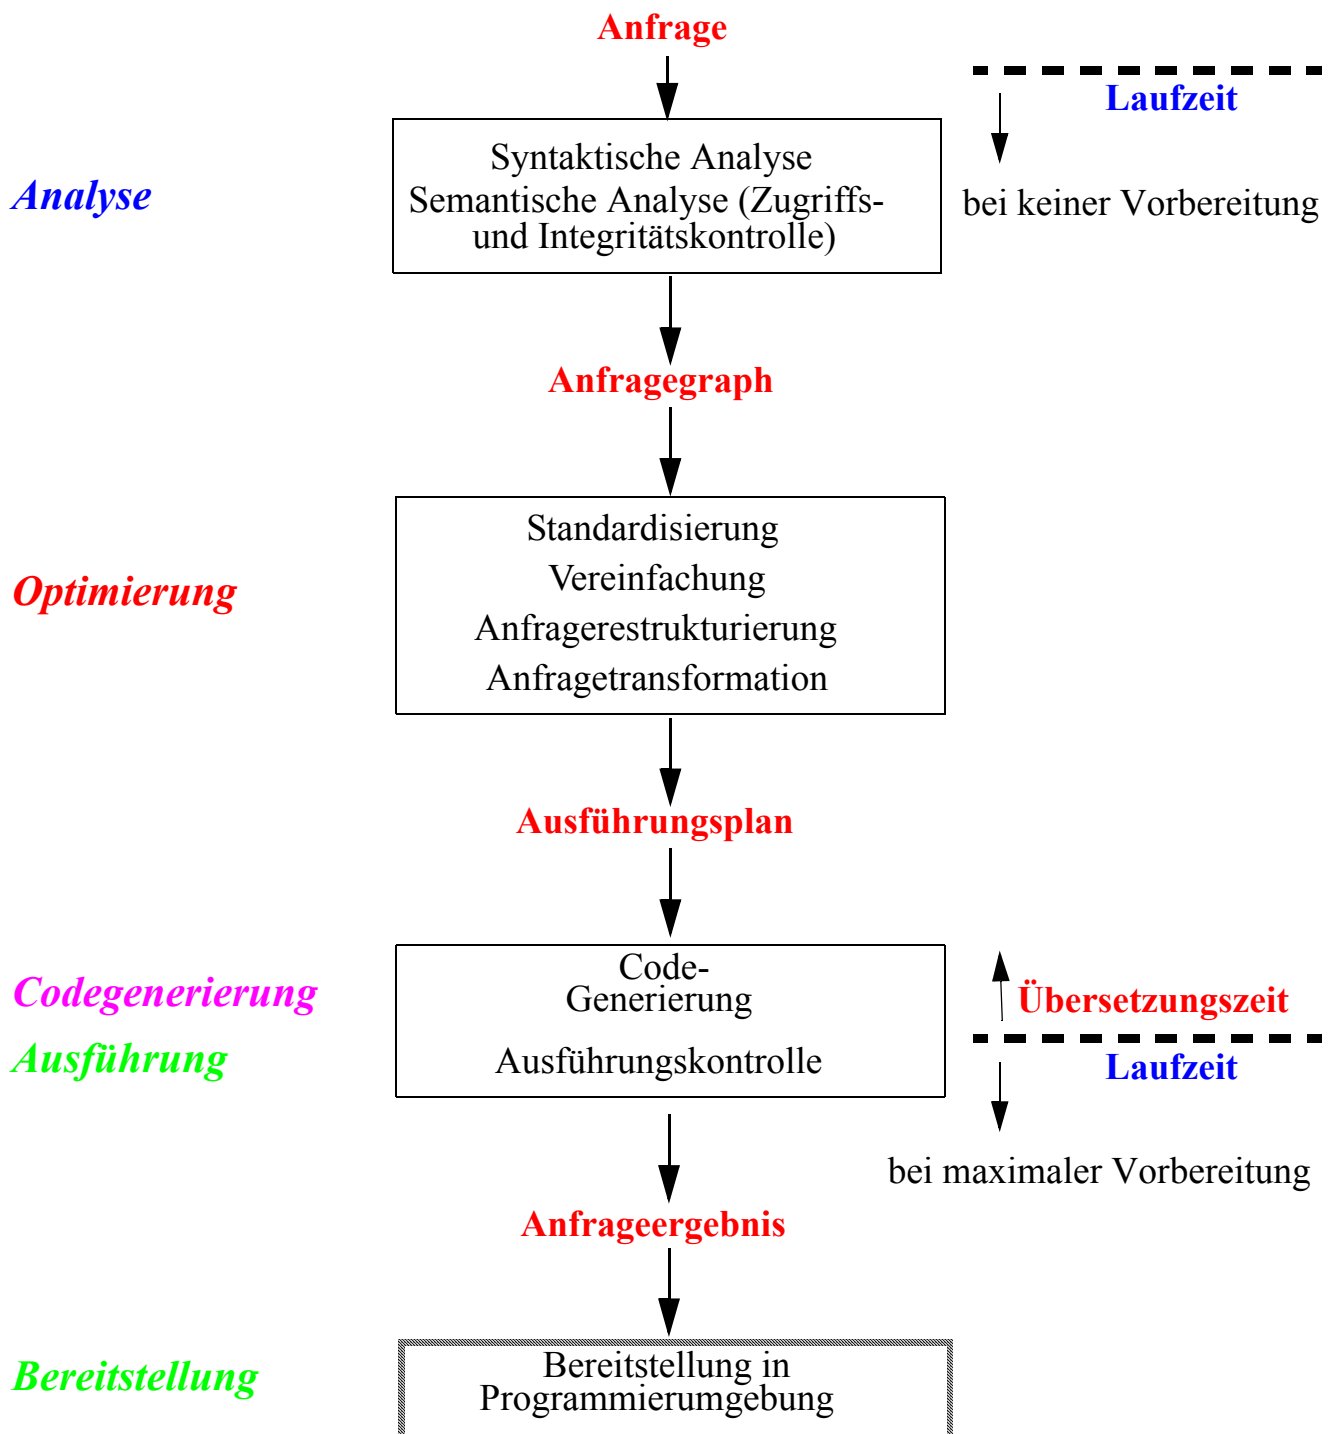 Anfrage
Laufzeit
Syntaktische Analyse
Analyse
Semantische Analyse (Zugriffs-
bei keiner Vorbereitung
und Integritätskontrolle)
Anfragegraph
Standardisierung
Vereinfachung
Optimierung
Anfragerestrukturierung
Anfragetransformation
Ausführungsplan
Code-
Codegenerierung
Generierung
Übersetzungszeit
Ausführung
Ausführungskontrolle
Laufzeit
bei maximaler Vorbereitung
Anfrageergebnis
Bereitstellung
Bereitstellung in
Programmierumgebung